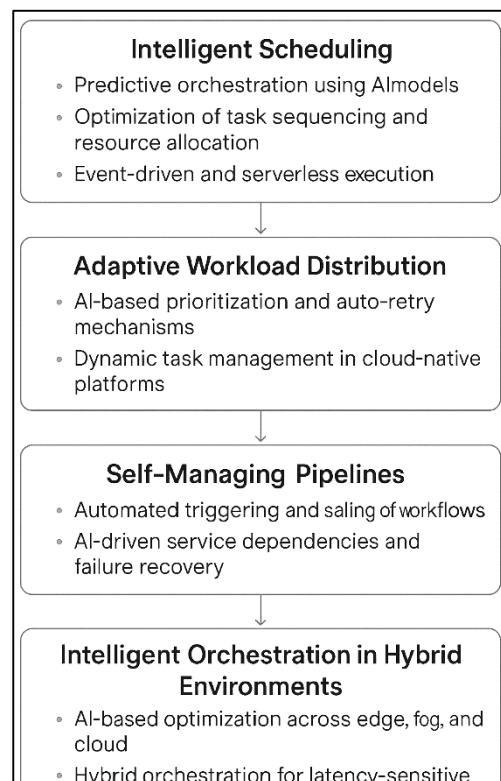 Intelligent Scheduling
• Predictive orchestration using AImodels
• Optimization of task sequencing and
resource allocation
• Event-driven and serverless execution
Adaptive Workload Distribution
• AI-based prioritization and auto-retry
mechanisms
• Dynamic task management in cloud-native
platforms
Self-Managing Pipelines
• Automated triggering and saling of workflows
• AI-driven service dependencies and
failure recovery
Intelligent Orchestration in Hybrid
Environments
• AI-based optimization across edge, fog, and
cloud
• Hybrid orchestration for latency-sensitive